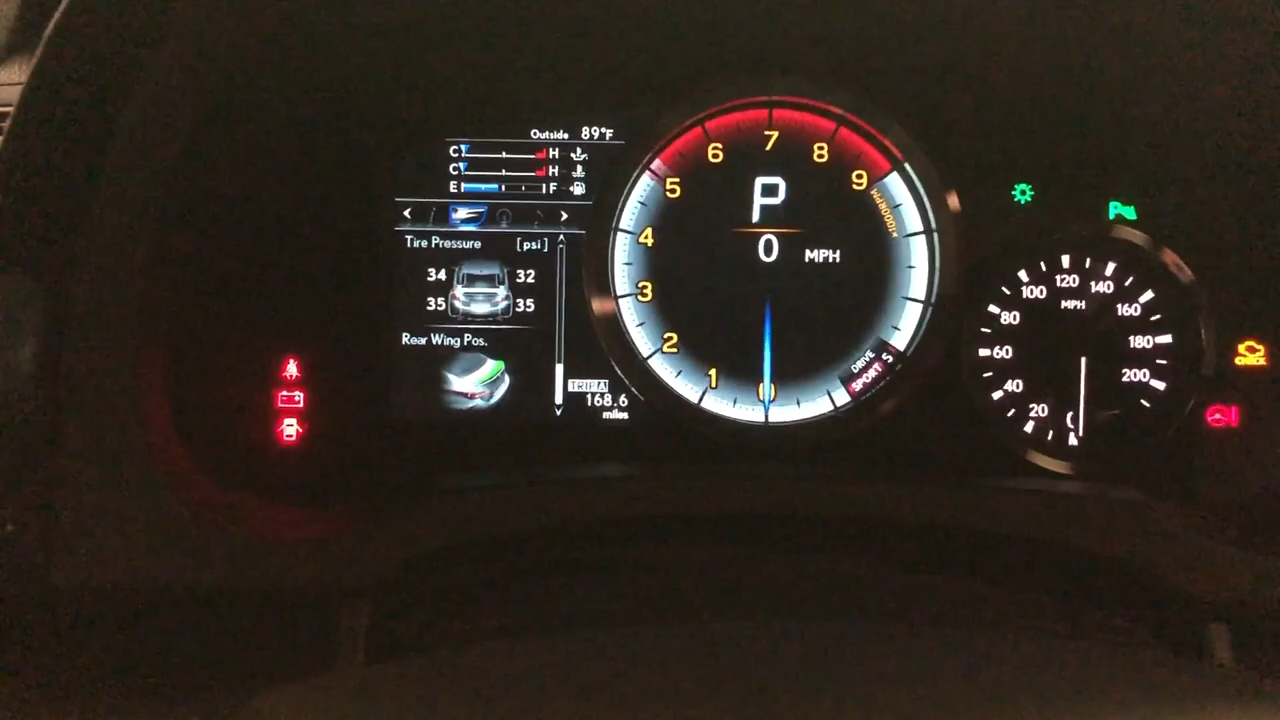 Outside 89°F
C H
C H
E F
Tire Pressure [psi]
34 32
35 35
Rear Wing Pos.
TRIP A
168.6
miles
0
1
2
3
4
5
6
7
8
9
x1000RPM
P
0 MPH
DRIVE
SPORT S
20
40
60
80
100
120
140
160
180
200
MPH
CHECK